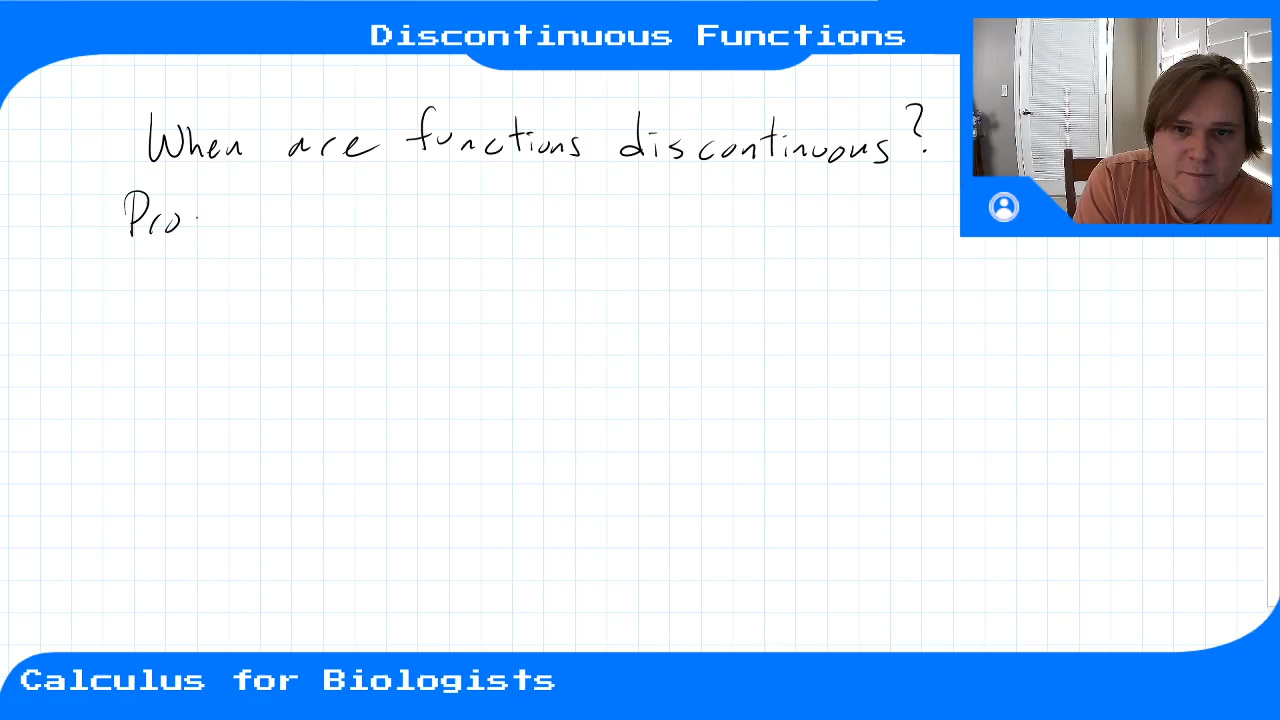 Discontinuous Functions
When are functions discontinuous?
Pro
Calculus for Biologists